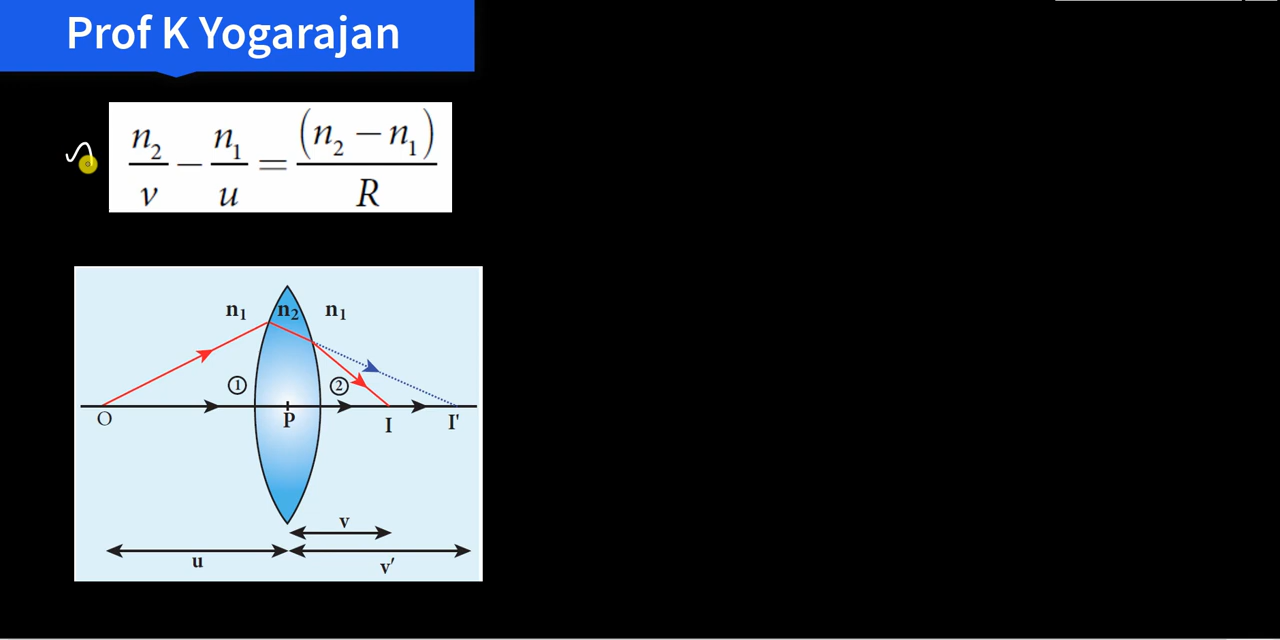 Prof K Yogarajan
n₂/v − n₁/u = (n₂ − n₁)/R
n₁ n₂ n₁
① ②
O P I I'
v
u v′